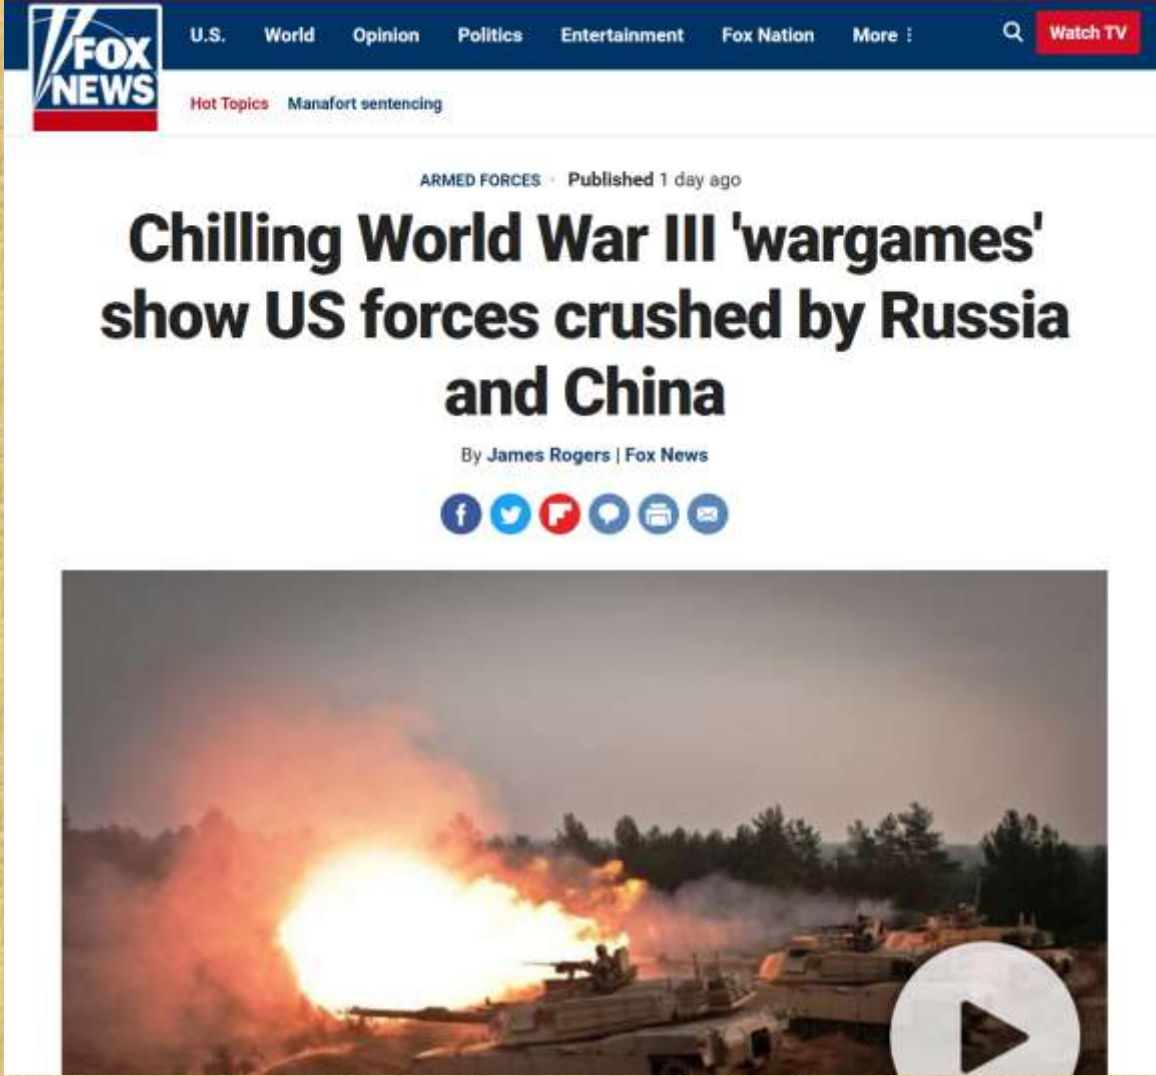 FOX
NEWS
U.S. World Opinion Politics Entertainment Fox Nation More Watch TV
Hot Topics Manafort sentencing
ARMED FORCES · Published 1 day ago
Chilling World War III 'wargames'
show US forces crushed by Russia
and China
By James Rogers | Fox News